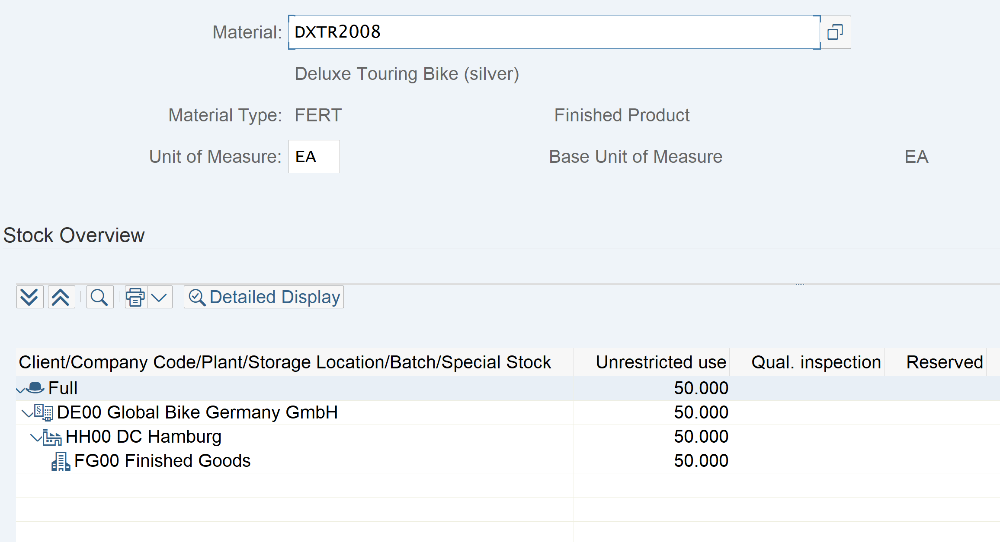 Material: DXTR2008
Deluxe Touring Bike (silver)
Material Type: FERT Finished Product
Unit of Measure: EA Base Unit of Measure EA
Stock Overview
Detailed Display
Client/Company Code/Plant/Storage Location/Batch/Special Stock Unrestricted use Qual. inspection Reserved
Full 50.000
§ DE00 Global Bike Germany GmbH 50.000
HH00 DC Hamburg 50.000
FG00 Finished Goods 50.000